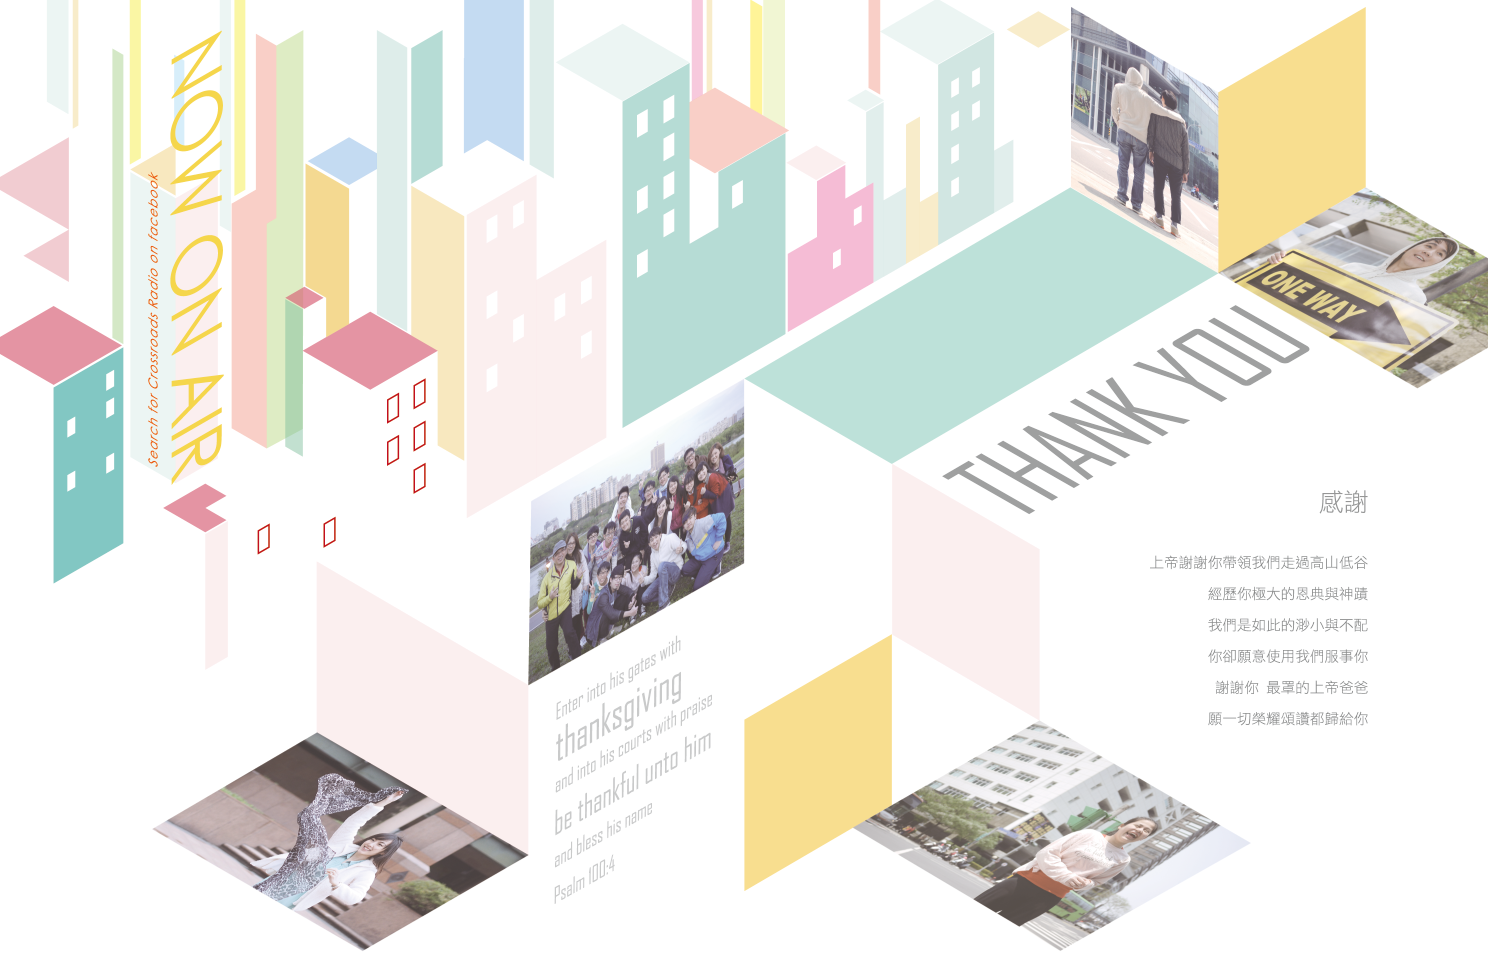 NOW ON AIR
Search for Crossroads Radio on facebook
ONE WAY
THANK YOU
感謝
上帝謝謝你帶領我們走過高山低谷
經歷你極大的恩典與神蹟
我們是如此的渺小與不配
你卻願意使用我們服事你
謝謝你 最罩的上帝爸爸
願一切榮耀頌讚都歸給你
Enter into his gates with
thanksgiving
and into his courts with praise
be thankful unto him
and bless his name
Psalm 100:4